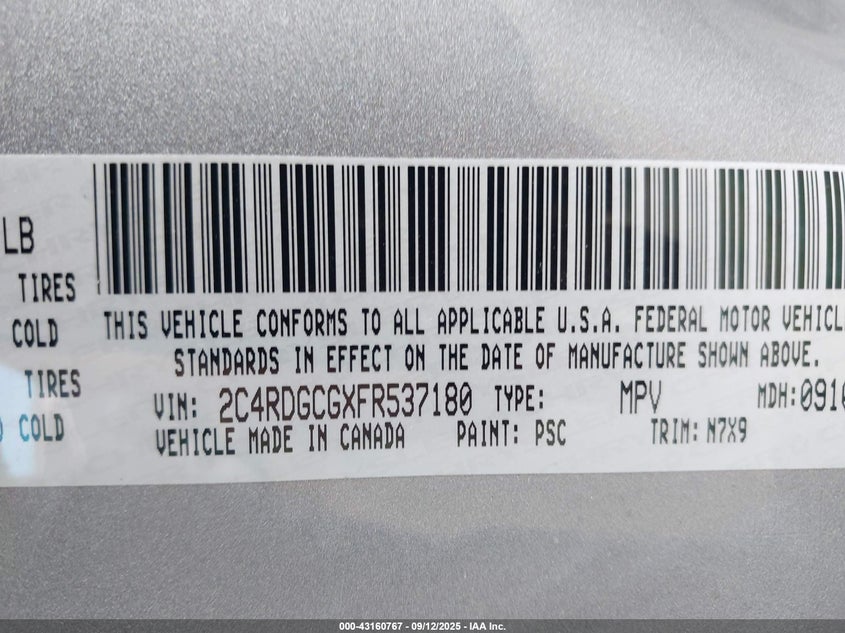 LB
TIRES
COLD
TIRES
COLD
THIS VEHICLE CONFORMS TO ALL APPLICABLE U.S.A. FEDERAL MOTOR VEHICL
STANDARDS IN EFFECT ON THE DATE OF MANUFACTURE SHOWN ABOVE.
VIN: 2C4RDGCGXFR537180 TYPE: MPV MDH:091
VEHICLE MADE IN CANADA PAINT: PSC TRIM: N7X9
000-43160767 - 09/12/2025 - IAA Inc.